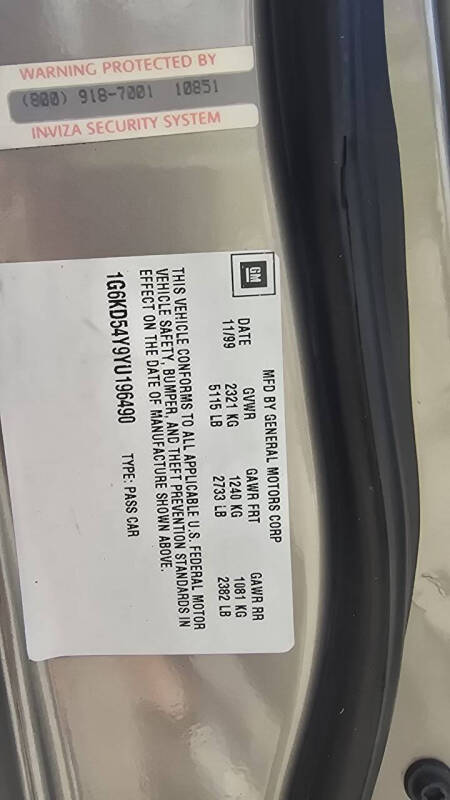 WARNING PROTECTED BY
(800) 918-7001 10851
INVIZA SECURITY SYSTEM
GM
MFD BY GENERAL MOTORS CORP
DATE GVWR GAWR FRT GAWR RR
11/99 2321 KG 1240 KG 1081 KG
5115 LB 2733 LB 2382 LB
THIS VEHICLE CONFORMS TO ALL APPLICABLE U.S. FEDERAL MOTOR
VEHICLE SAFETY, BUMPER, AND THEFT PREVENTION STANDARDS IN
EFFECT ON THE DATE OF MANUFACTURE SHOWN ABOVE.
1G6KD54Y9YU196490 TYPE: PASS CAR